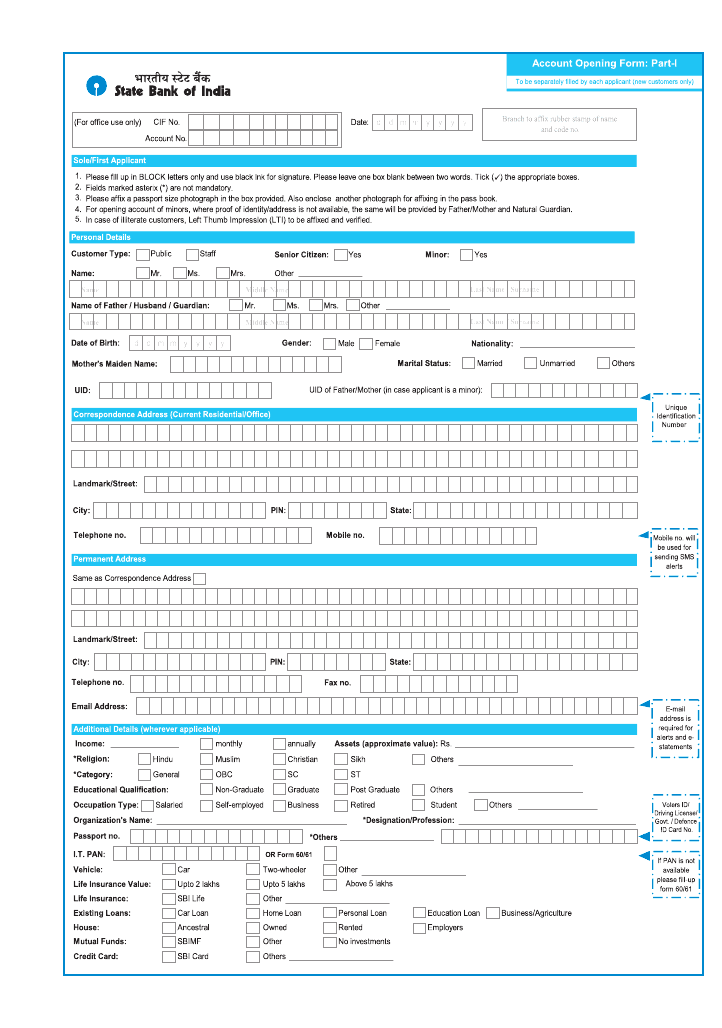 Account Opening Form: Part-I
To be separately filled by each applicant (new customers only)
भारतीय स्टेट बैंक
State Bank of India
(For office use only) CIF No.
Account No.
Date: d d m m y y y y
Branch to affix rubber stamp of name
and code no
Sole/First Applicant
1. Please fill up in BLOCK letters only and use black ink for signature. Please leave one box blank between two words. Tick (✓) the appropriate boxes.
2. Fields marked asterix (*) are not mandatory.
3. Please affix a passport size photograph in the box provided. Also enclose another photograph for affixing in the pass book.
4. For opening account of minors, where proof of identity/address is not available, the same will be provided by Father/Mother and Natural Guardian.
5. In case of illiterate customers, Left Thumb Impression (LTI) to be affixed and verified.
Personal Details
Customer Type: Public Staff Senior Citizen: Yes Minor: Yes
Name: Mr. Ms. Mrs. Other
Name Middle Name Last Name / Surname
Name of Father / Husband / Guardian: Mr. Ms. Mrs. Other
Name Middle Name Last Name / Surname
Date of Birth: d d m m y y y y Gender: Male Female Nationality:
Mother's Maiden Name: Marital Status: Married Unmarried Others
UID: UID of Father/Mother (in case applicant is a minor):
Unique
Identification
Number
Correspondence Address (Current Residential/Office)
Landmark/Street:
City: PIN: State:
Telephone no. Mobile no.
Mobile no. will
be used for
sending SMS
alerts
Permanent Address
Same as Correspondence Address
Landmark/Street:
City: PIN: State:
Telephone no. Fax no.
Email Address:
E-mail
address is
required for
alerts and e-
statements
Additional Details (wherever applicable)
Income: monthly annually Assets (approximate value): Rs
*Religion: Hindu Muslim Christian Sikh Others
*Category: General OBC SC ST
Educational Qualification: Non-Graduate Graduate Post Graduate Others
Occupation Type: Salaried Self-employed Business Retired Student Others
Organization's Name: *Designation/Profession:
Passport no. *Others
Voters ID/
Driving License/
Govt. / Defence
ID Card No.
I.T. PAN: OR Form 60/61
If PAN is not
available
please fill-up
form 60/61
Vehicle: Car Two-wheeler Other
Life Insurance Value: Upto 2 lakhs Upto 5 lakhs Above 5 lakhs
Life Insurance: SBI Life Other
Existing Loans: Car Loan Home Loan Personal Loan Education Loan Business/Agriculture
House: Ancestral Owned Rented Employers
Mutual Funds: SBIMF Other No investments
Credit Card: SBI Card Others